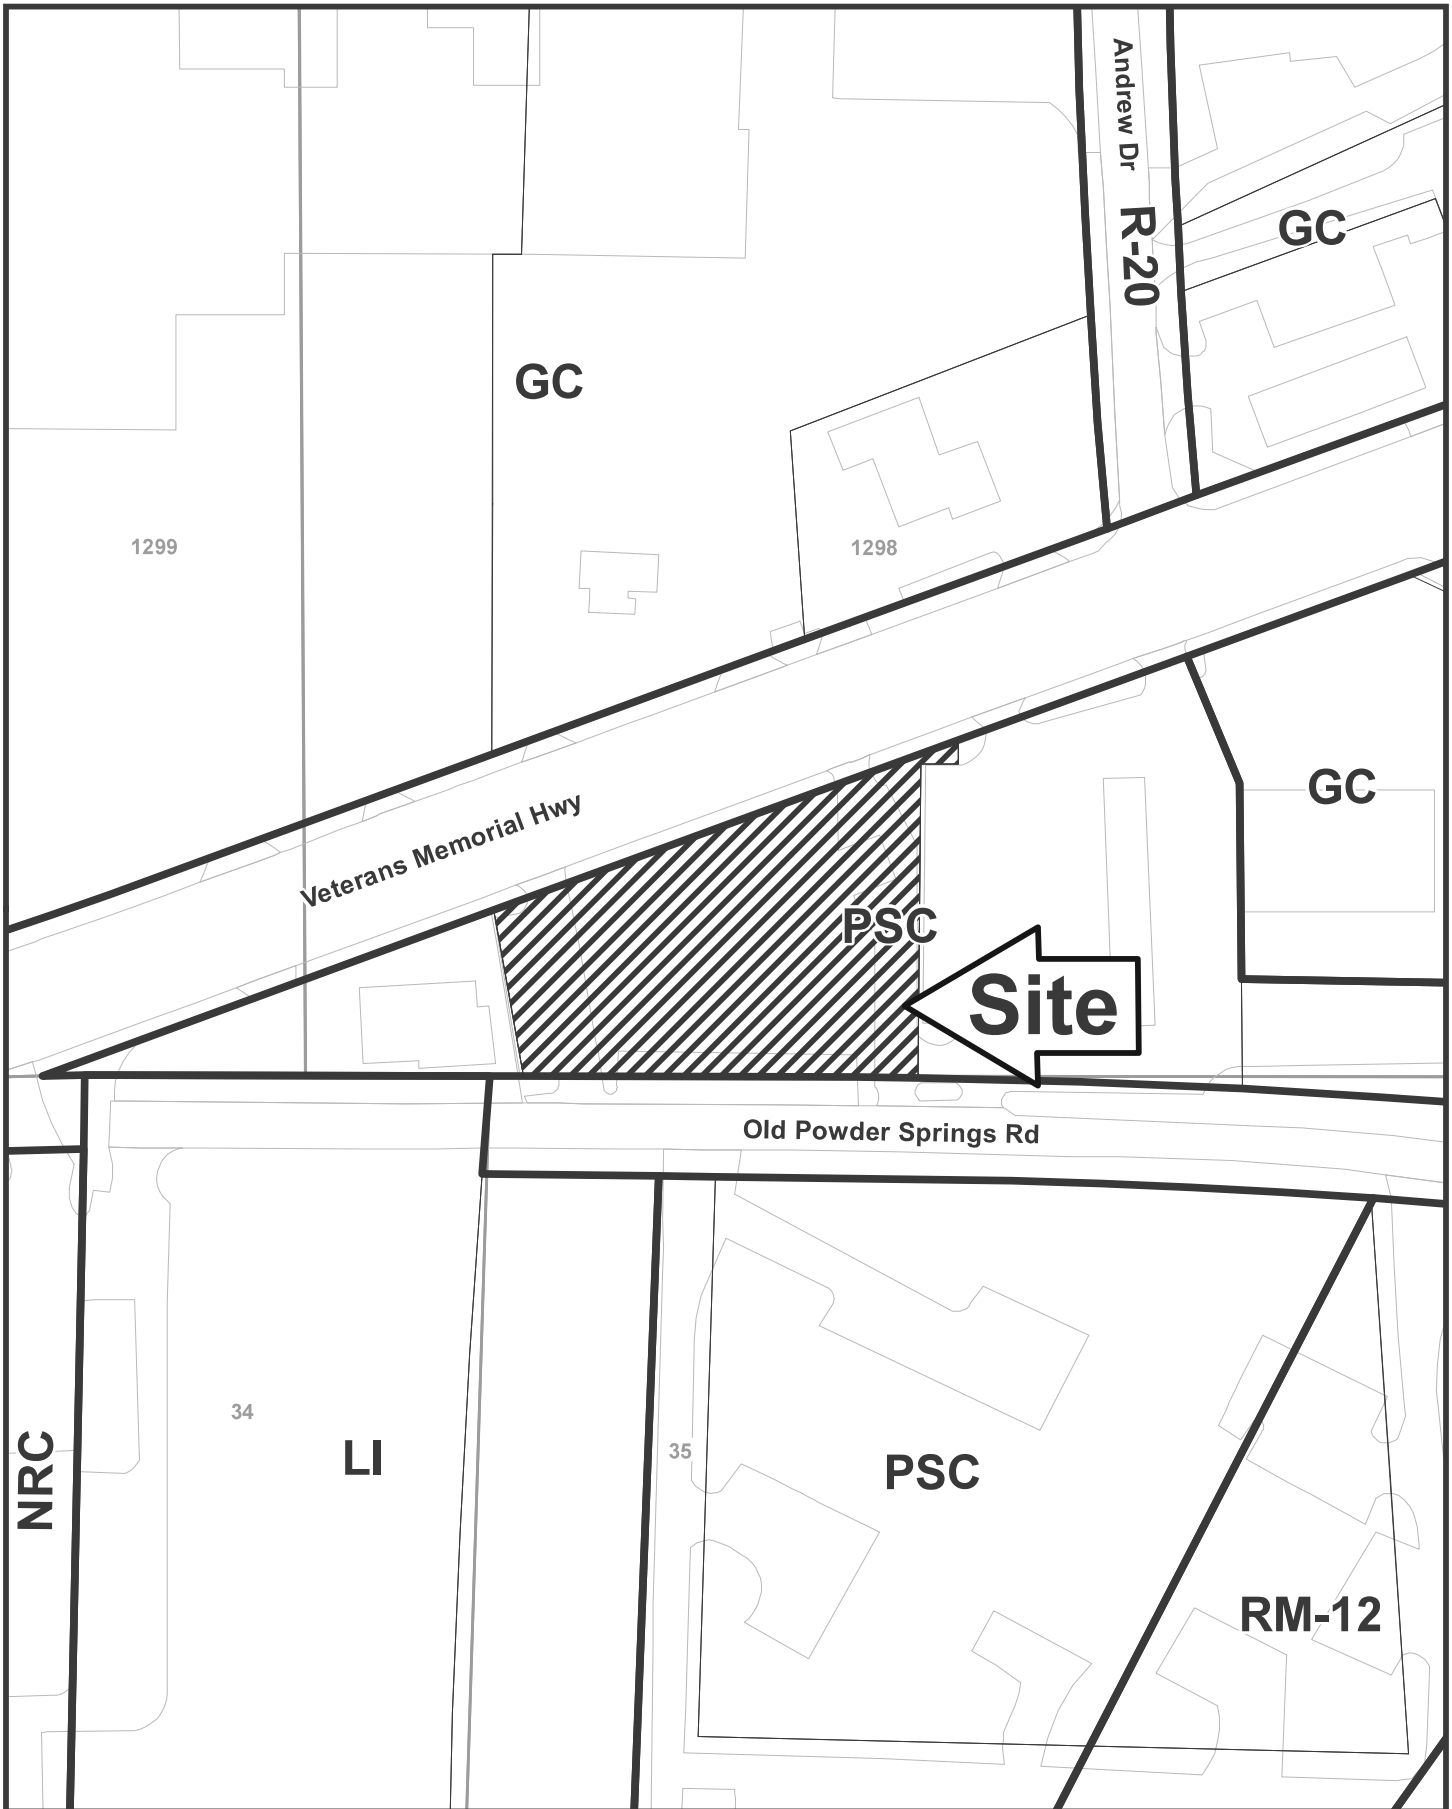 Andrew Dr
R-20
GC
GC
1299
1298
GC
Veterans Memorial Hwy
PSC
Site
Old Powder Springs Rd
34
LI
NRC
35
PSC
RM-12